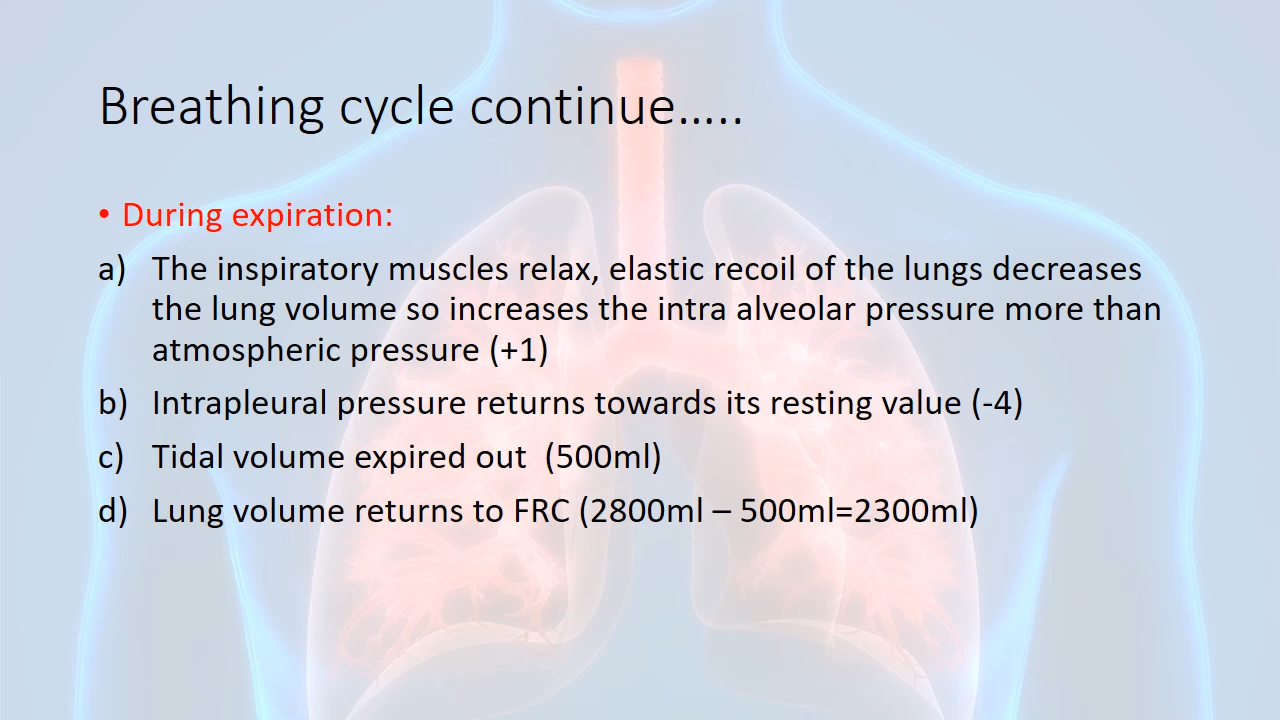 Breathing cycle continue…..
• During expiration:
a) The inspiratory muscles relax, elastic recoil of the lungs decreases
the lung volume so increases the intra alveolar pressure more than
atmospheric pressure (+1)
b) Intrapleural pressure returns towards its resting value (-4)
c) Tidal volume expired out  (500ml)
d) Lung volume returns to FRC (2800ml – 500ml=2300ml)